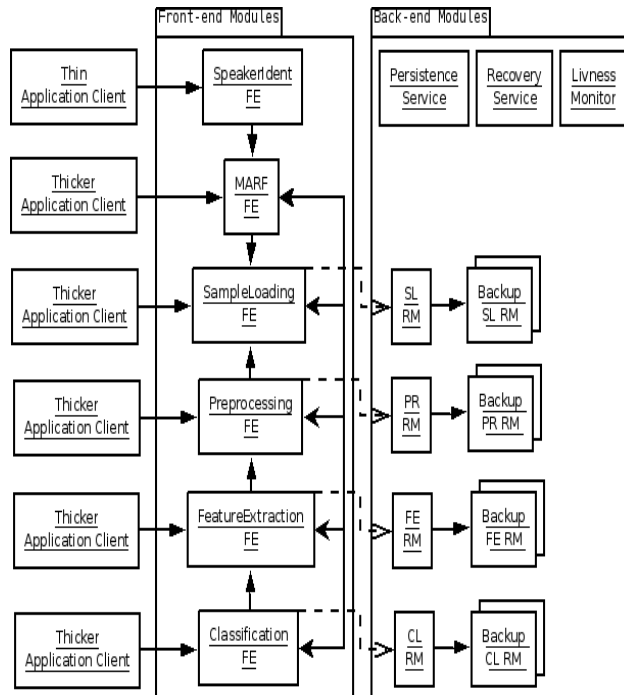 Front-end Modules
Back-end Modules
Thin
Application Client
SpeakerIdent
FE
Persistence
Service
Recovery
Service
Livness
Monitor
Thicker
Application Client
MARF
FE
Thicker
Application Client
SampleLoading
FE
SL
RM
Backup
SL RM
Thicker
Application Client
Preprocessing
FE
PR
RM
Backup
PR RM
Thicker
Application Client
FeatureExtraction
FE
FE
RM
Backup
FE RM
Thicker
Application Client
Classification
FE
CL
RM
Backup
CL RM